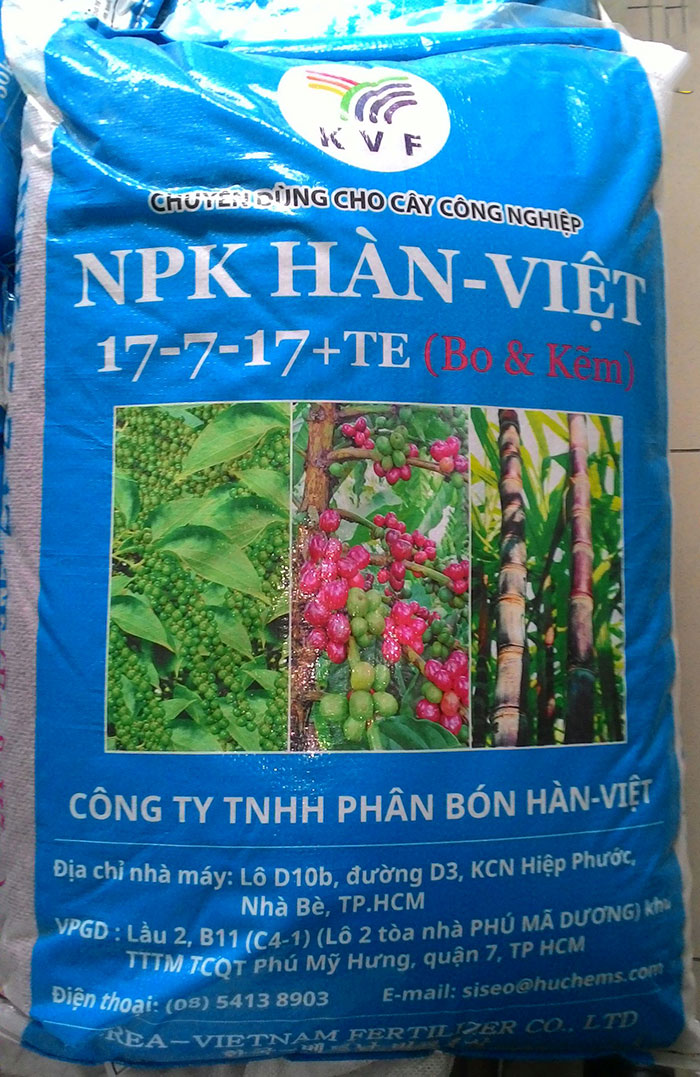 KVF
CHUYÊN DÙNG CHO CÂY CÔNG NGHIỆP
NPK HÀN-VIỆT
17-7-17+TE (Bo & Kẽm)
CÔNG TY TNHH PHÂN BÓN HÀN-VIỆT
Địa chỉ nhà máy: Lô D10b, đường D3, KCN Hiệp Phước,
Nhà Bè, TP.HCM
VPGD : Lầu 2, B11 (C4-1) (Lô 2 tòa nhà PHÚ MÃ DƯƠNG) khu
TTTM TCQT Phú Mỹ Hưng, quận 7, TP HCM
Điện thoại: (08) 5413 8903 E-mail: siseo@huchems.com
REA-VIETNAM FERTILIZER CO., LTD